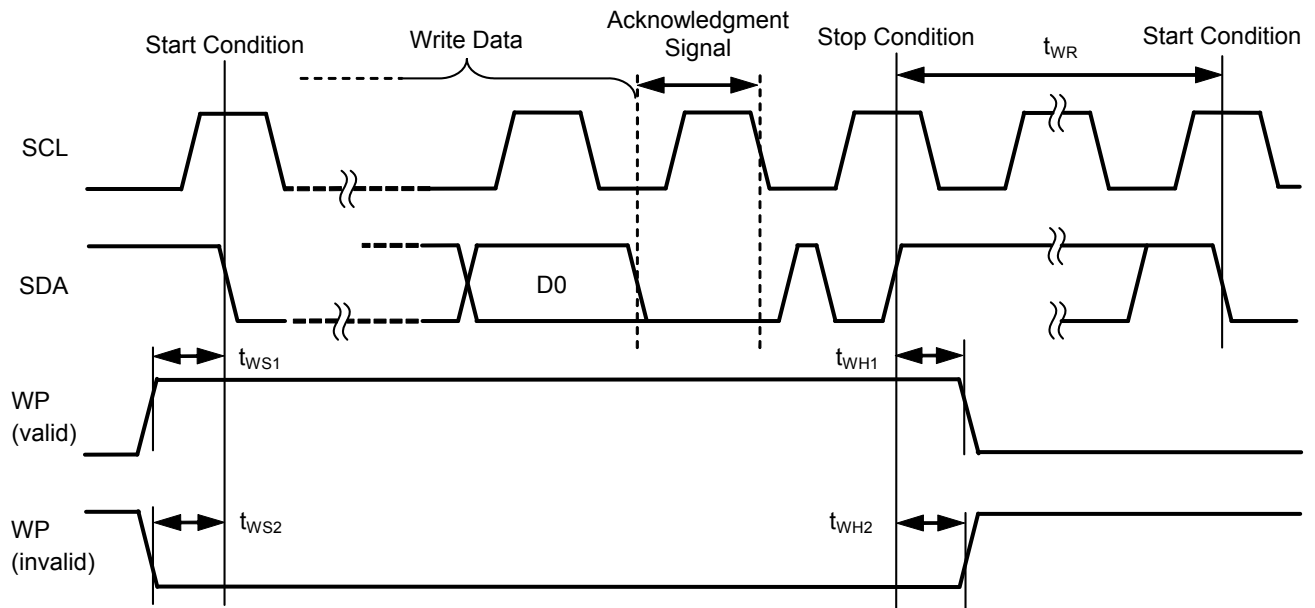 Acknowledgment
Signal
Start Condition
Write Data
Stop Condition
tWR
Start Condition
SCL
SDA
D0
tWS1
tWH1
WP
(valid)
tWS2
tWH2
WP
(invalid)